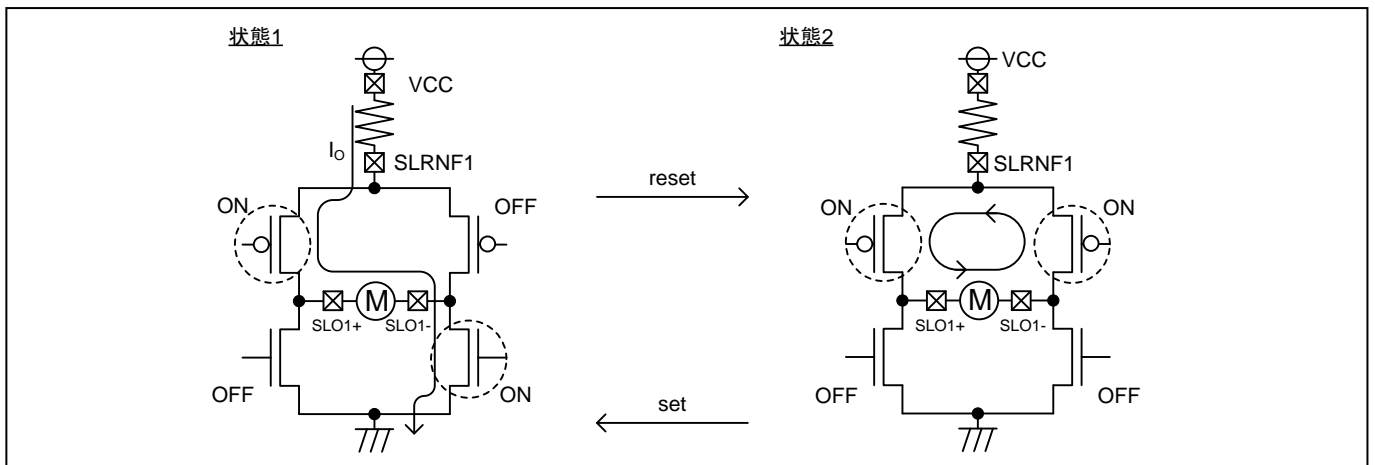 状態1
VCC
IO
SLRNF1
ON
OFF
M
SLO1+
SLO1-
OFF
ON
reset
set
状態2
VCC
SLRNF1
ON
ON
M
SLO1+
SLO1-
OFF
OFF